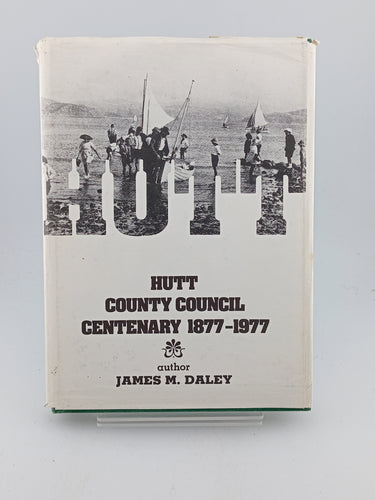 HUTT
HUTT
COUNTY COUNCIL
CENTENARY 1877-1977
author
JAMES M. DALEY